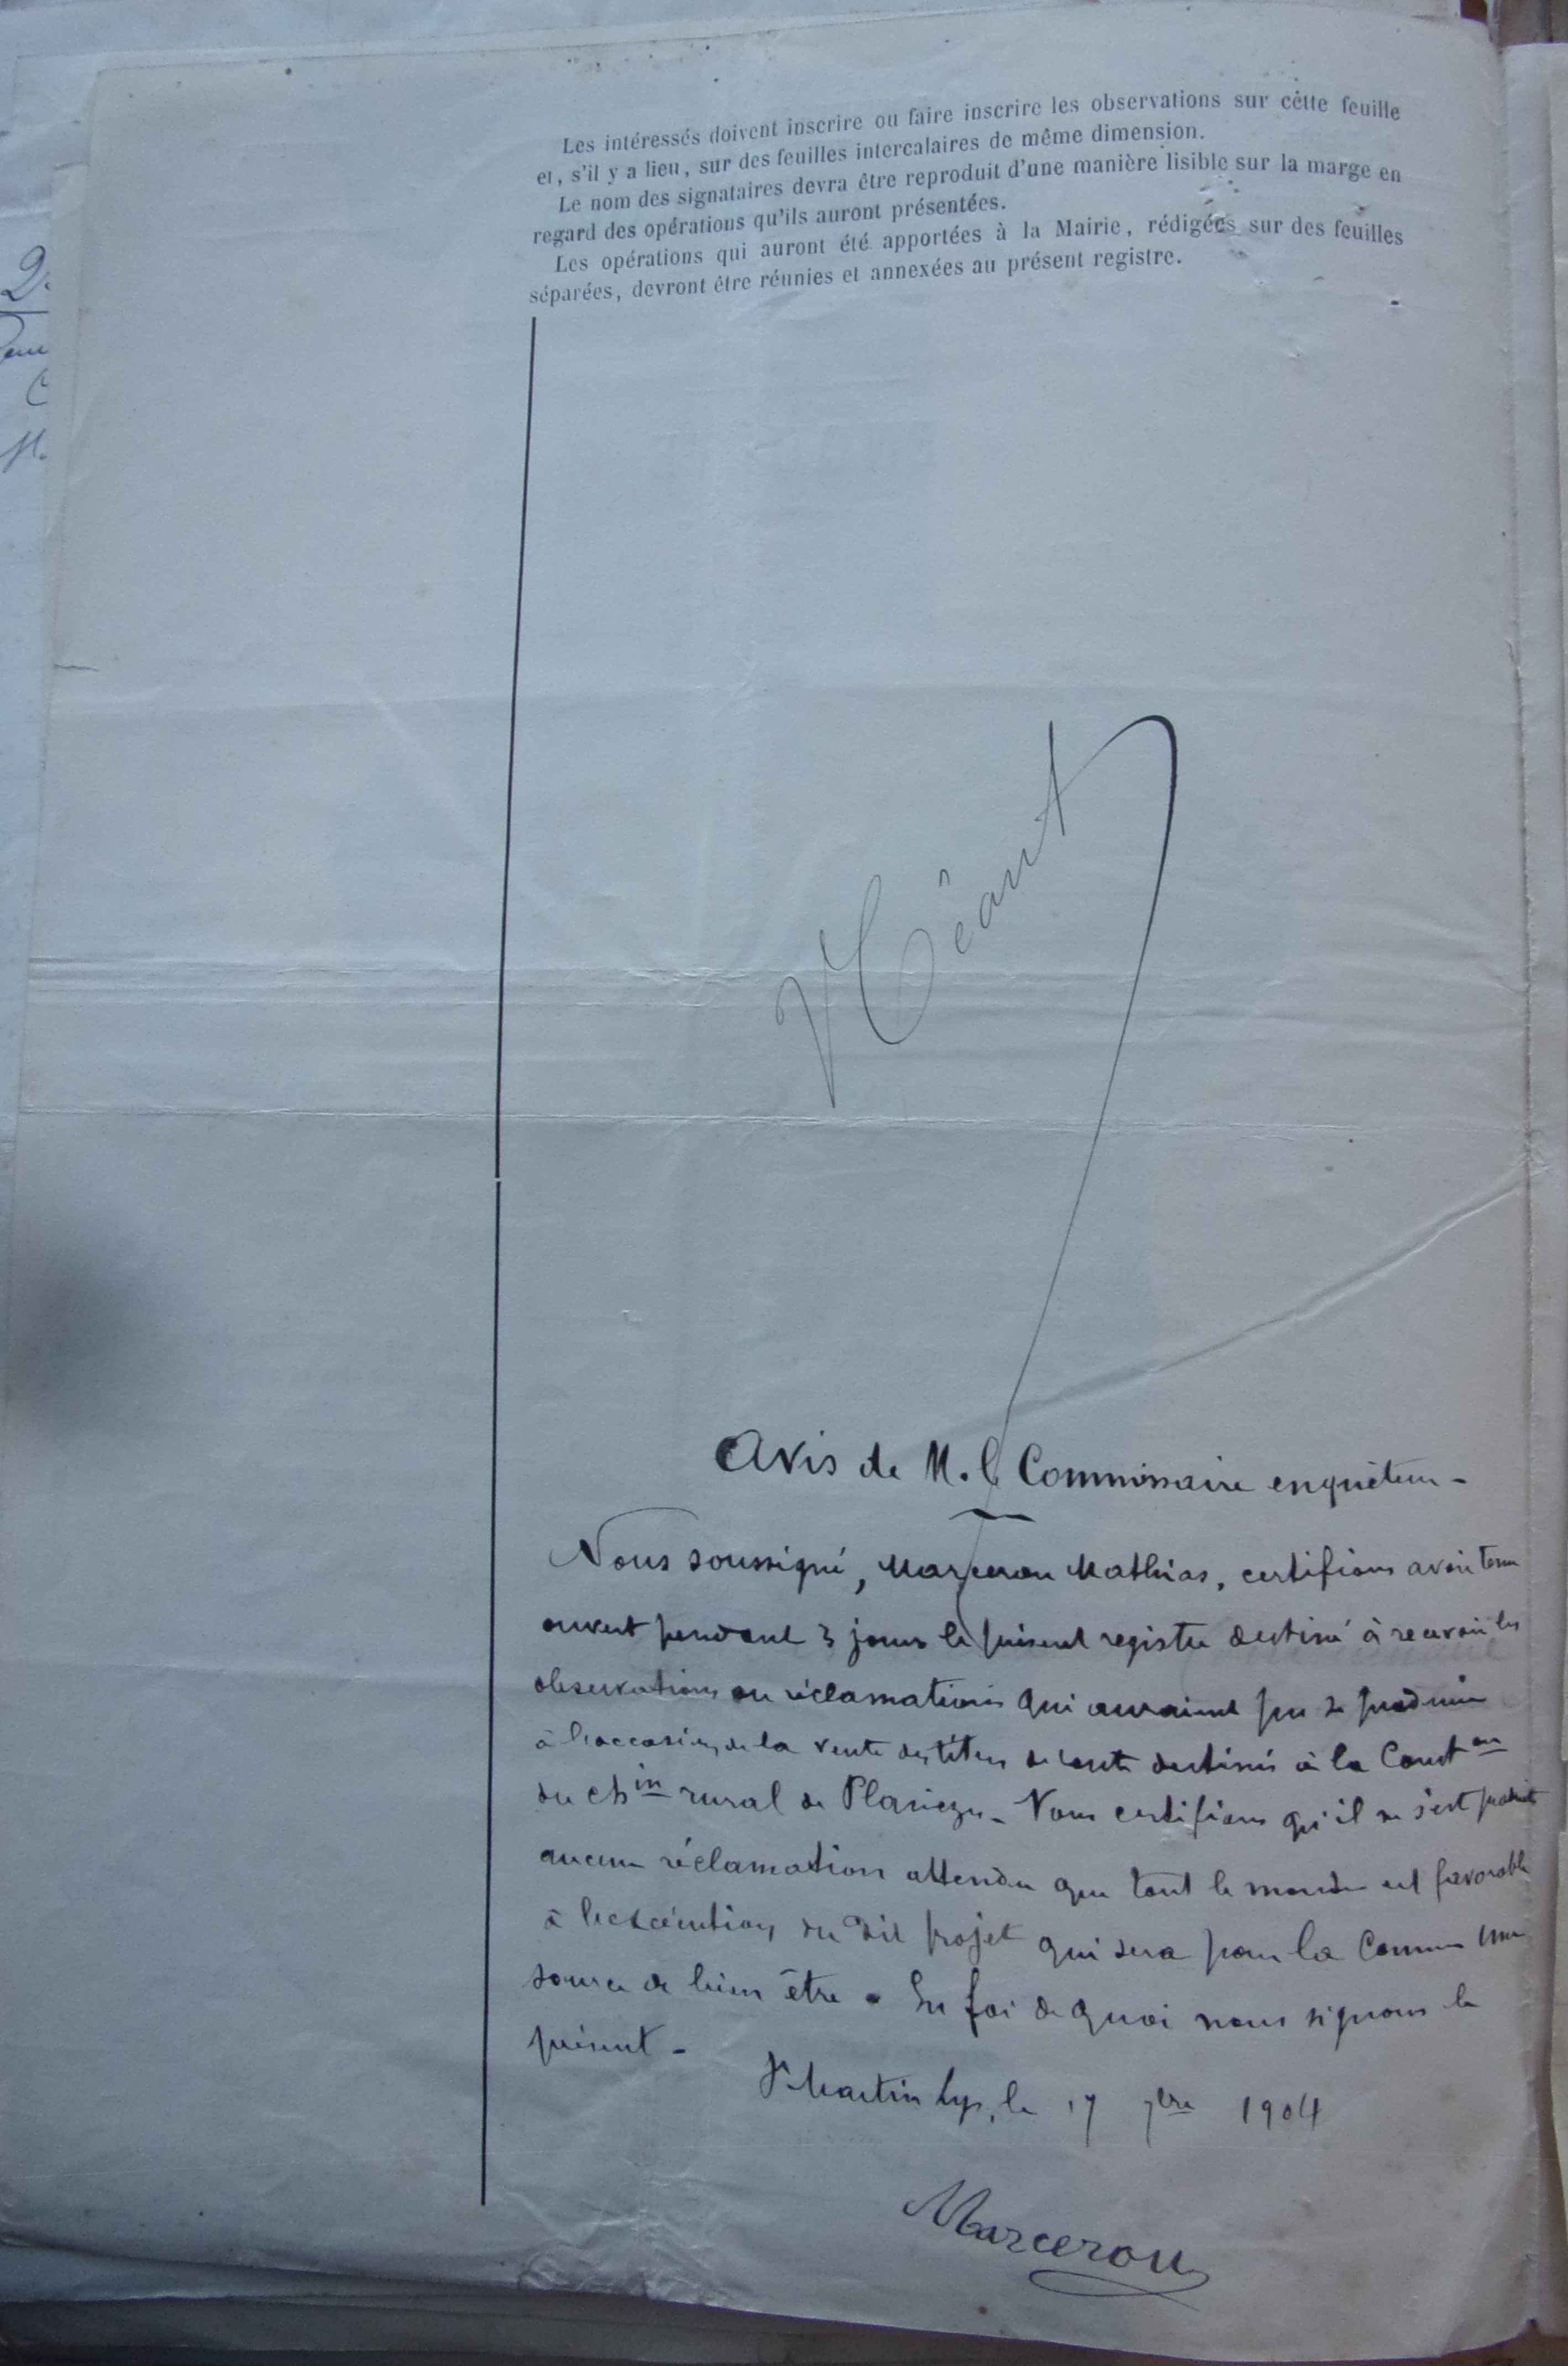 Les intéressés doivent inscrire ou faire inscrire les observations sur cette feuille
et, s'il y a lieu, sur des feuilles intercalaires de même dimension.
Le nom des signataires devra être reproduit d'une manière lisible sur la marge en
regard des opérations qu'ils auront présentées.
Les opérations qui auront été apportées à la Mairie, rédigées sur des feuilles
séparées, devront être réunies et annexées au présent registre.
Néant
Avis de M. le Commissaire enquêteur -
Nous soussigné, Marcerou Mathias, certifions avoir tenu
ouvert pendant 3 jours le présent registre destiné à recevoir les
observations ou réclamations qui auraient pu se produire
à l'occasion de la vente des titres de rente destinés à la Const on
du ch in rural de - Nous certifions qu'il ne s'est produit
aucune réclamation attendu que tout le monde est favorable
à l'exécution du dit projet qui sera pour la Commune une
source de bien être. En foi de quoi nous signons le
présent -
St Martin Lys, le 17 7bre 1904
Marcerou